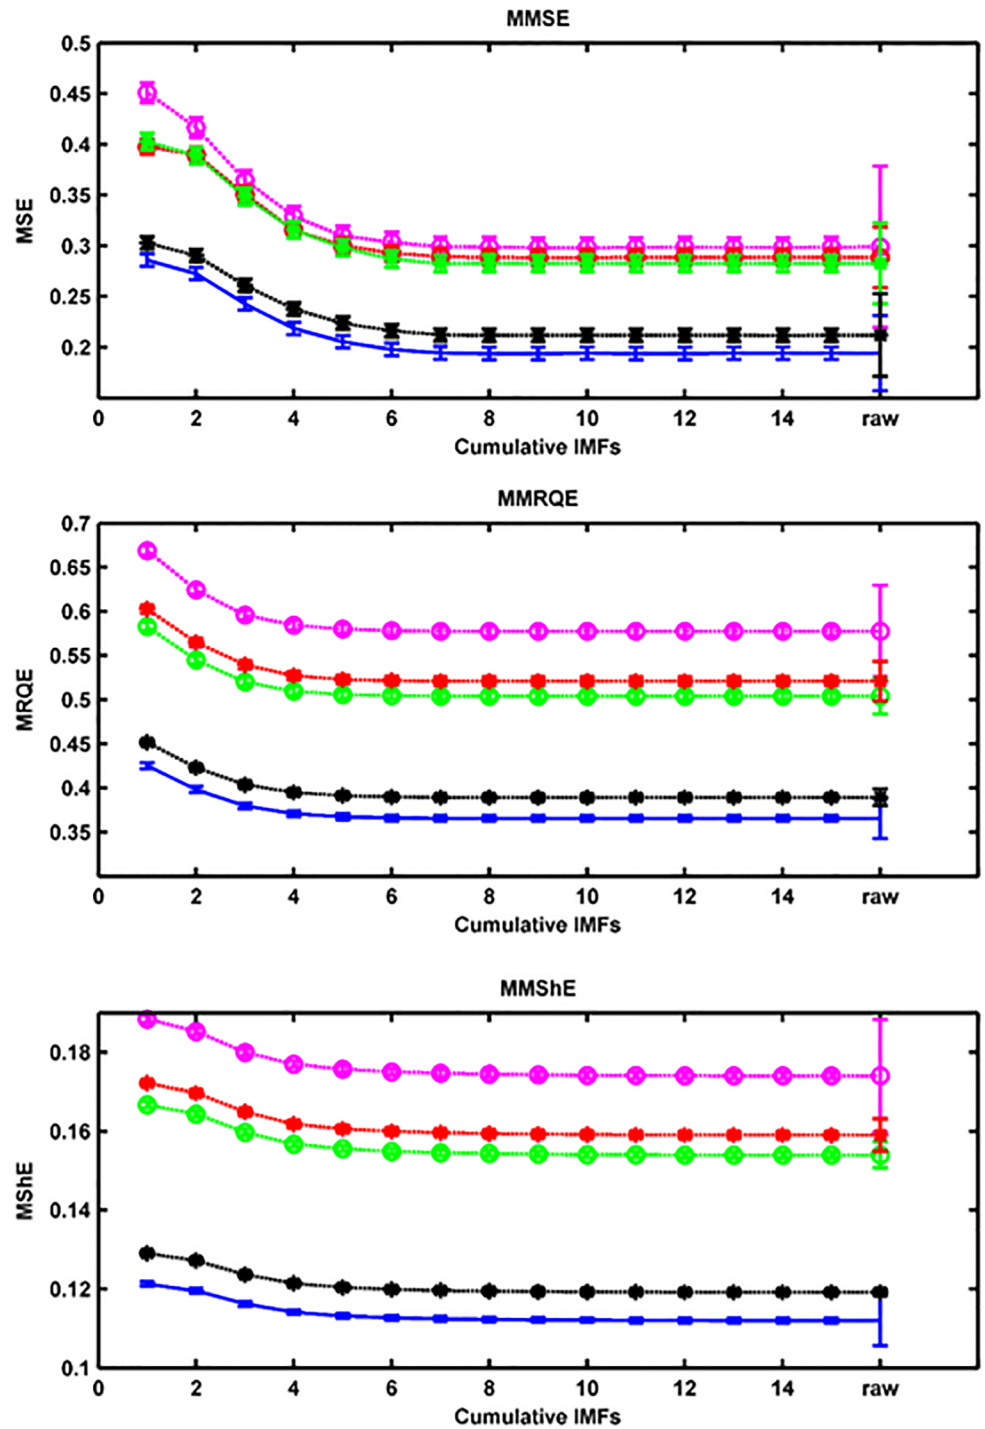 MMSE
0.5
0.45
0.4
0.35
0.3
0.25
0.2
MSE
0 2 4 6 8 10 12 14 raw
Cumulative IMFs
MMRQE
0.7
0.65
0.6
0.55
0.5
0.45
0.4
0.35
MRQE
0 2 4 6 8 10 12 14 raw
Cumulative IMFs
MMShE
0.18
0.16
0.14
0.12
0.1
MShE
0 2 4 6 8 10 12 14 raw
Cumulative IMFs